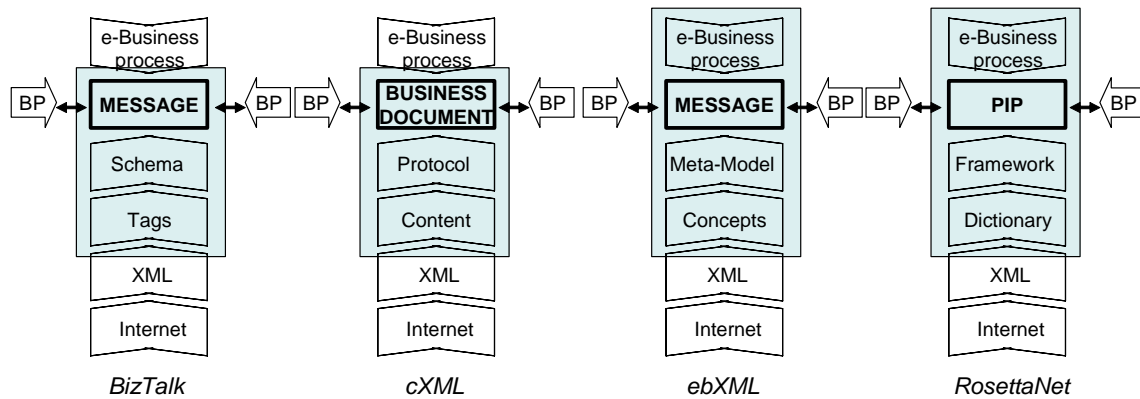 e-Business
process
BP
MESSAGE
BP
Schema
Tags
XML
Internet
BizTalk
e-Business
process
BP
BUSINESS
DOCUMENT
BP
Protocol
Content
XML
Internet
cXML
e-Business
process
BP
MESSAGE
BP
Meta-Model
Concepts
XML
Internet
ebXML
e-Business
process
BP
PIP
BP
Framework
Dictionary
XML
Internet
RosettaNet